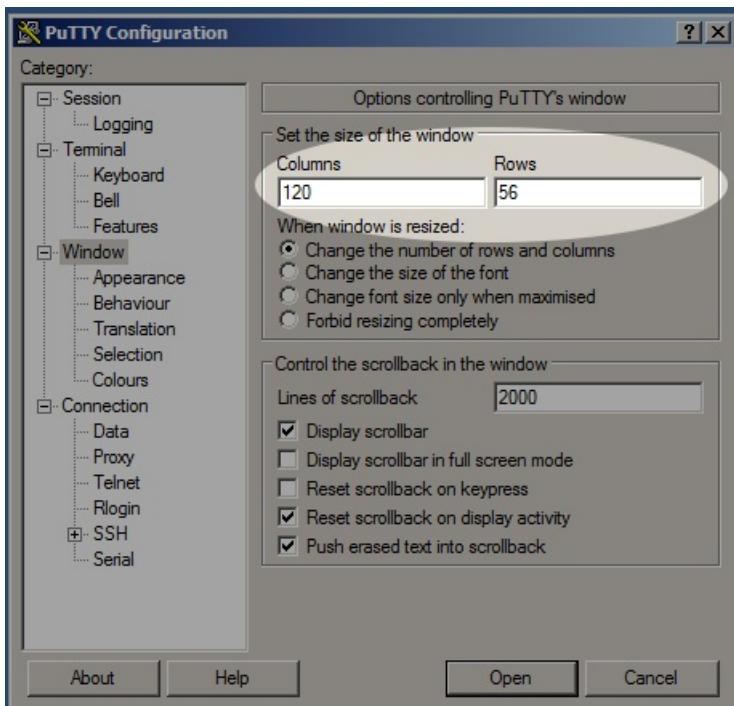 PuTTY Configuration
Category:
Session
Logging
Terminal
Keyboard
Bell
Features
Window
Appearance
Behaviour
Translation
Selection
Colours
Connection
Data
Proxy
Telnet
Rlogin
SSH
Serial
Options controlling PuTTY's window
Set the size of the window
Columns Rows
120 56
When window is resized:
Change the number of rows and columns
Change the size of the font
Change font size only when maximised
Forbid resizing completely
Control the scrollback in the window
Lines of scrollback 2000
Display scrollbar
Display scrollbar in full screen mode
Reset scrollback on keypress
Reset scrollback on display activity
Push erased text into scrollback
About Help Open Cancel